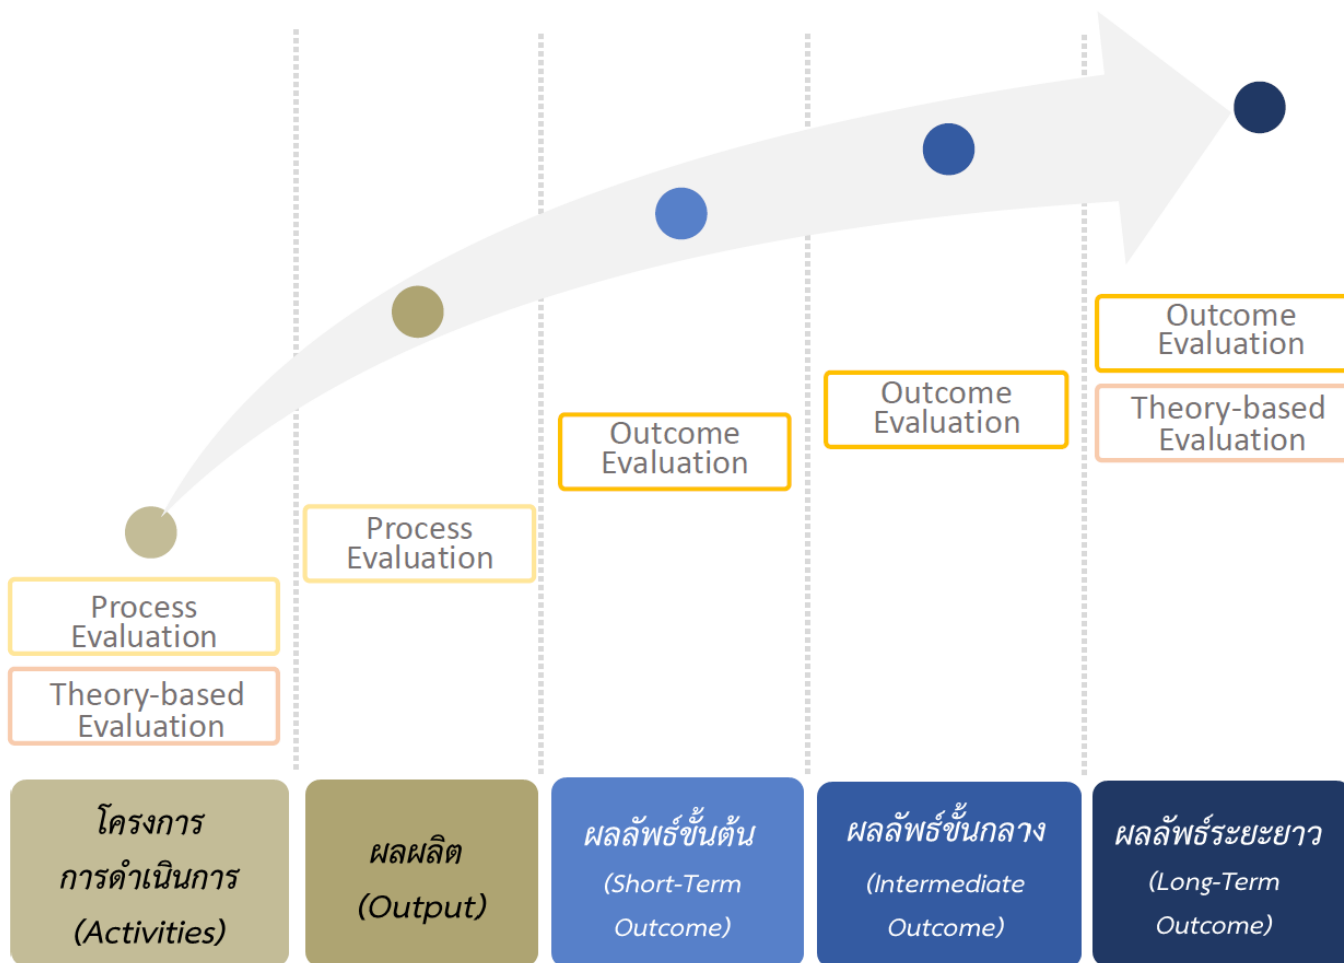 Outcome
Evaluation
Theory-based
Evaluation
Outcome
Evaluation
Outcome
Evaluation
Process
Evaluation
Process
Evaluation
Theory-based
Evaluation
โครงการ
การดำเนินการ
(Activities)
ผลผลิต
(Output)
ผลลัพธ์ขั้นต้น
(Short-Term
Outcome)
ผลลัพธ์ขั้นกลาง
(Intermediate
Outcome)
ผลลัพธ์ระยะยาว
(Long-Term
Outcome)